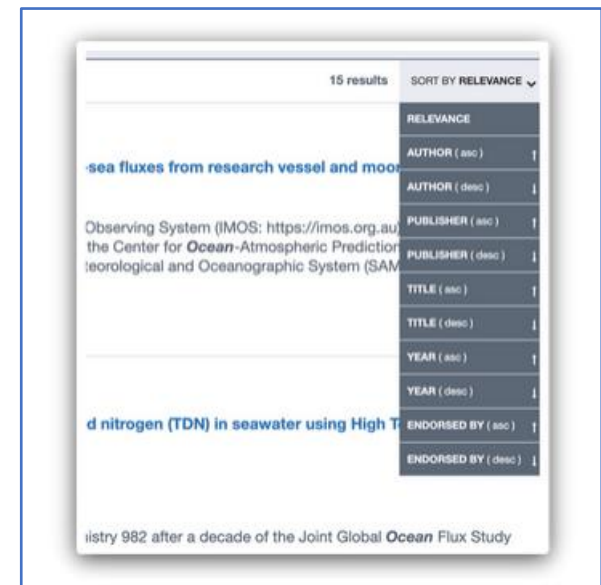 15 results SORT BY RELEVANCE
RELEVANCE
AUTHOR ( asc )
-sea fluxes from research vessel and moor
AUTHOR ( desc )
PUBLISHER ( asc )
Observing System (IMOS: https://imos.org.au)
the Center for Ocean-Atmospheric Prediction
PUBLISHER ( desc )
teorological and Oceanographic System (SAM
TITLE ( asc )
TITLE ( desc )
YEAR ( asc )
YEAR ( desc )
d nitrogen (TDN) in seawater using High T
ENDORSED BY ( asc )
ENDORSED BY ( desc )
istry 982 after a decade of the Joint Global Ocean Flux Study